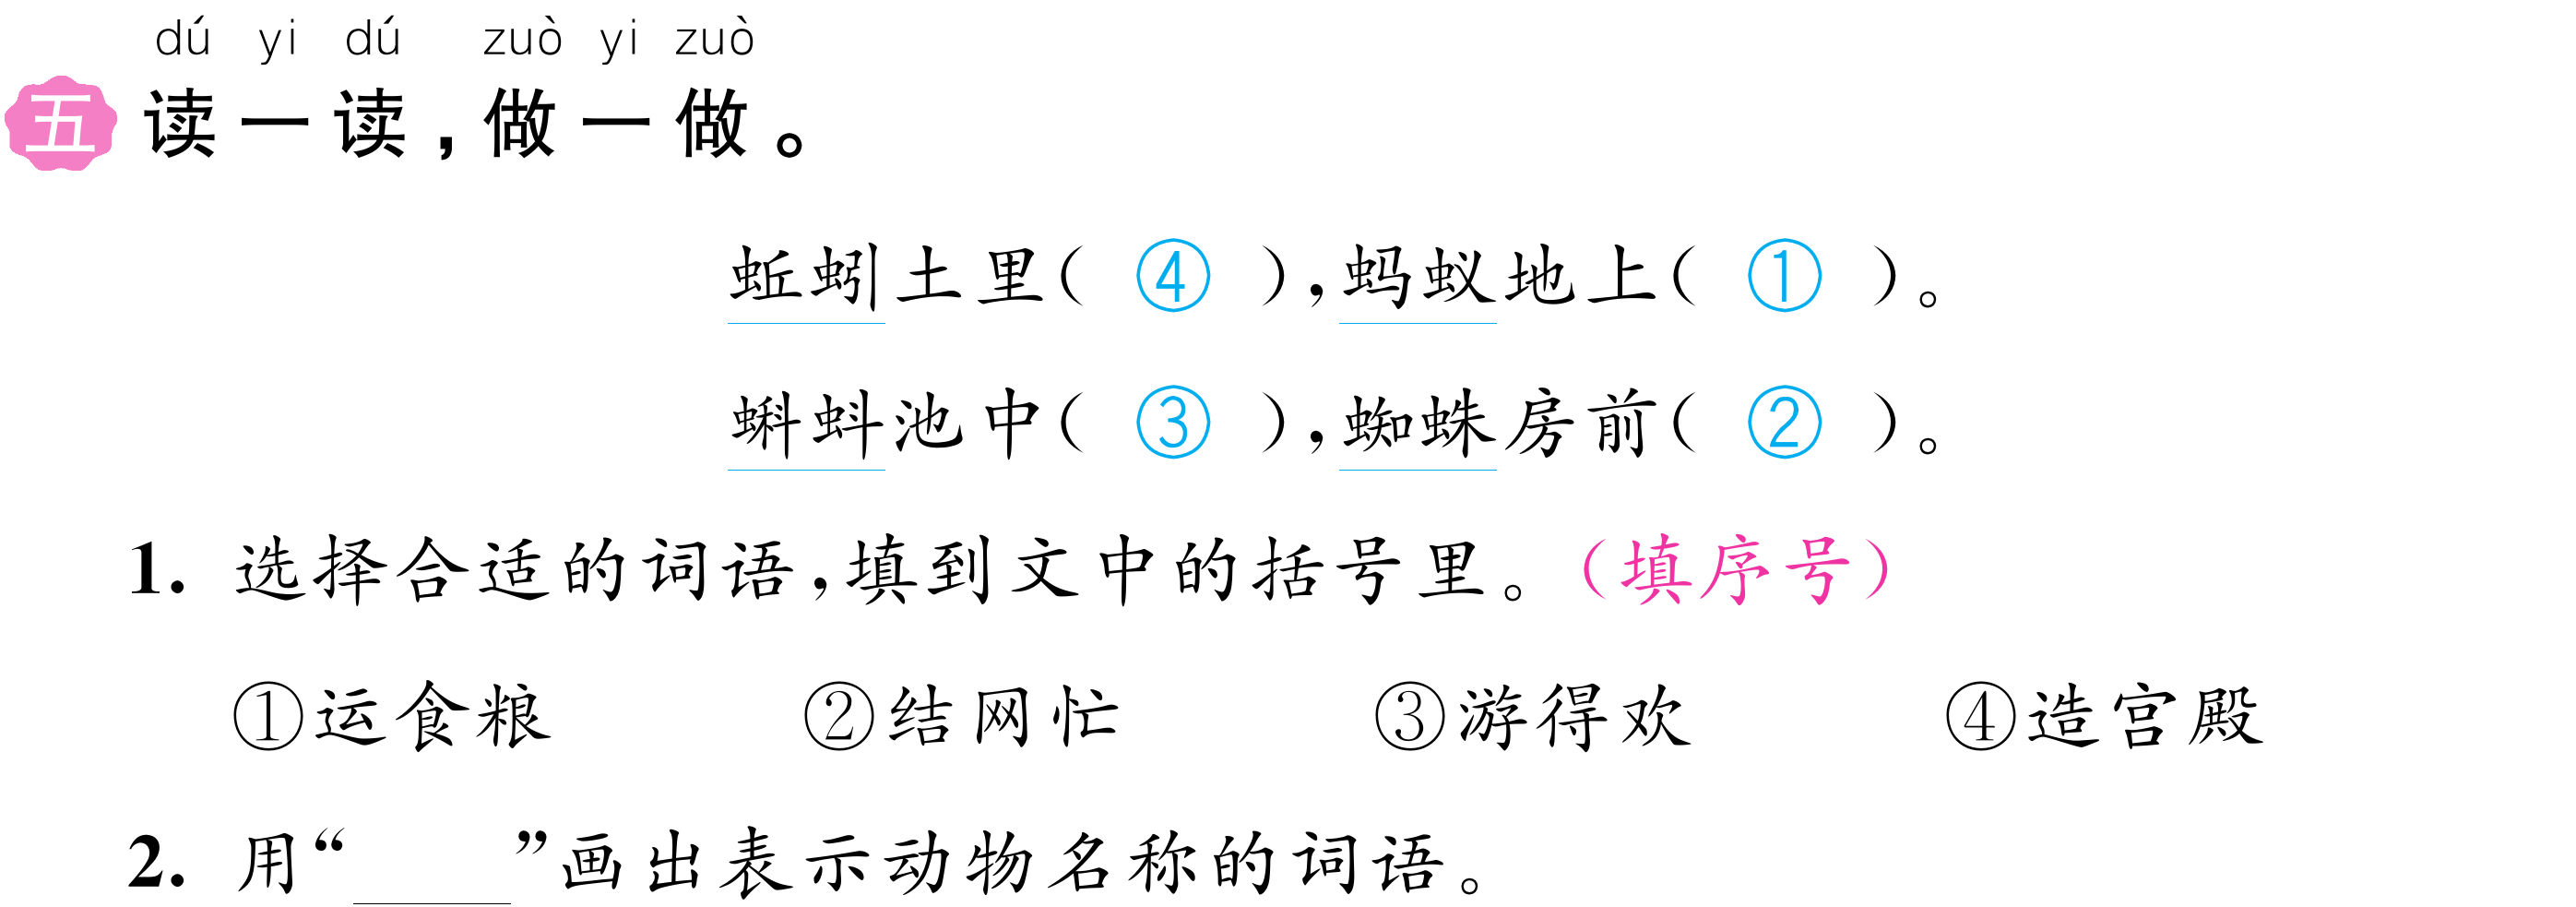 dú yi dú zuò yi zuò
五 读一读,做一做。
蚯蚓土里( ④ ),蚂蚁地上( ① )。
蝌蚪池中( ③ ),蜘蛛房前( ② )。
1. 选择合适的词语,填到文中的括号里。(填序号)
①运食粮 ②结网忙 ③游得欢 ④造宫殿
2. 用“____”画出表示动物名称的词语。